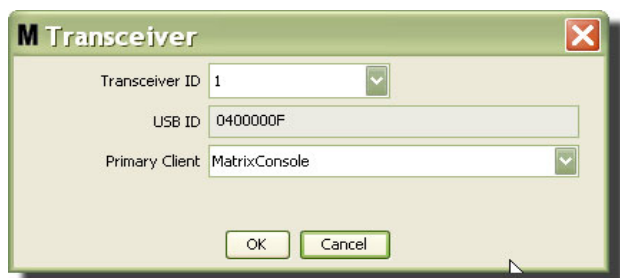 M Transceiver
Transceiver ID 1
USB ID 0400000F
Primary Client MatrixConsole
OK Cancel